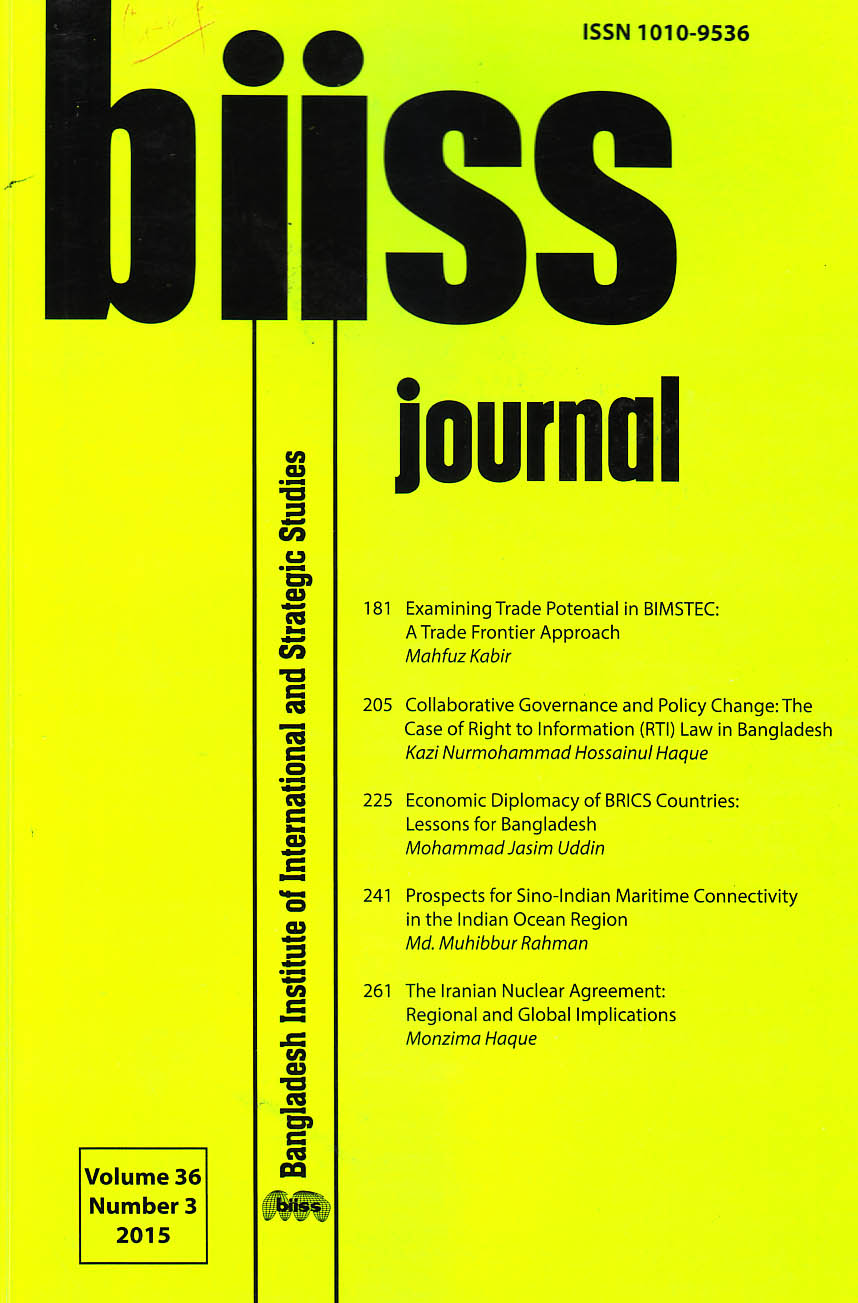 ISSN 1010-9536
biiss
journal
Bangladesh Institute of International and Strategic Studies
181 Examining Trade Potential in BIMSTEC:
A Trade Frontier Approach
Mahfuz Kabir
205 Collaborative Governance and Policy Change: The
Case of Right to Information (RTI) Law in Bangladesh
Kazi Nurmohammad Hossainul Haque
225 Economic Diplomacy of BRICS Countries:
Lessons for Bangladesh
Mohammad Jasim Uddin
241 Prospects for Sino-Indian Maritime Connectivity
in the Indian Ocean Region
Md. Muhibbur Rahman
261 The Iranian Nuclear Agreement:
Regional and Global Implications
Monzima Haque
Volume 36
Number 3
2015
biiss